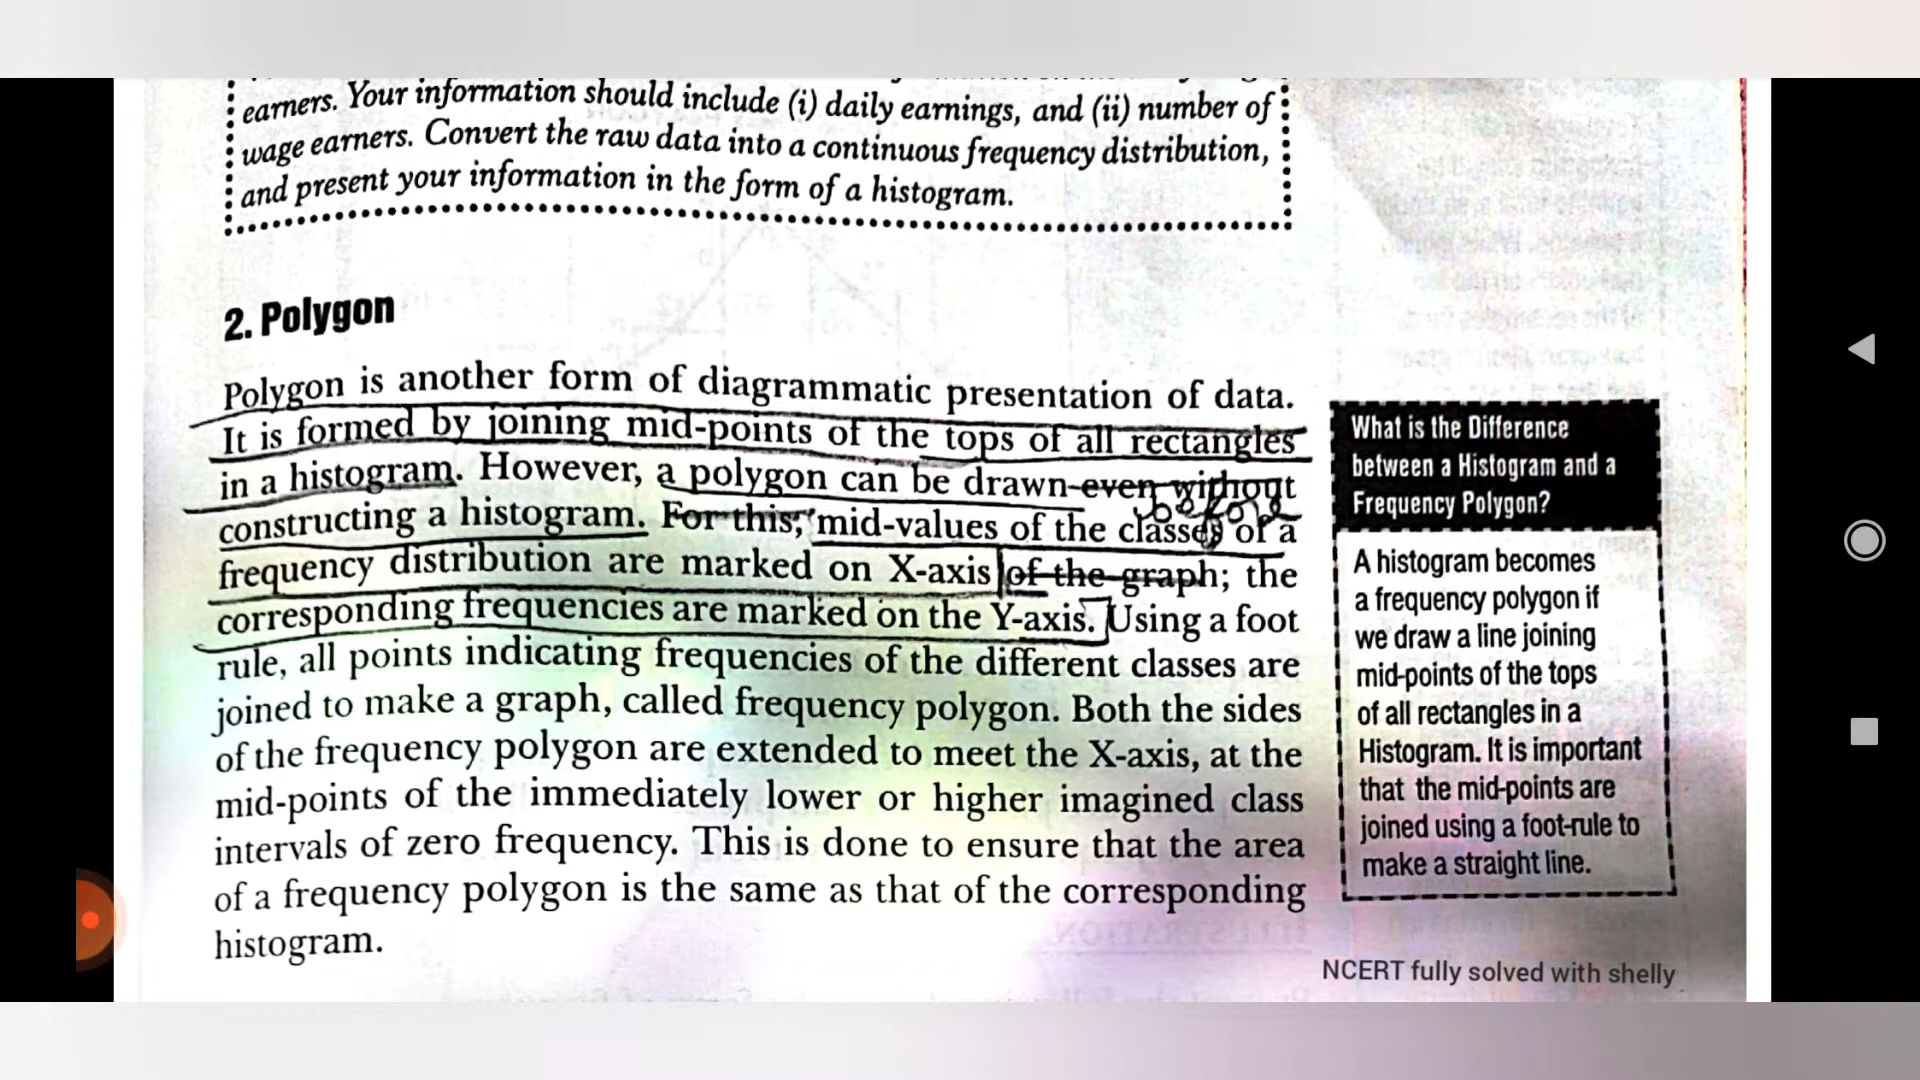 earners. Your information should include (i) daily earnings, and (ii) number of
wage earners. Convert the raw data into a continuous frequency distribution,
and present your information in the form of a histogram.
2. Polygon
Polygon is another form of diagrammatic presentation of data.
It is formed by joining mid-points of the tops of all rectangles
in a histogram. However, a polygon can be drawn even without
before
constructing a histogram. For this, mid-values of the classes of a
frequency distribution are marked on X-axis of the graph; the
corresponding frequencies are marked on the Y-axis. Using a foot
rule, all points indicating frequencies of the different classes are
joined to make a graph, called frequency polygon. Both the sides
of the frequency polygon are extended to meet the X-axis, at the
mid-points of the immediately lower or higher imagined class
intervals of zero frequency. This is done to ensure that the area
of a frequency polygon is the same as that of the corresponding
histogram.
What is the Difference
between a Histogram and a
Frequency Polygon?
A histogram becomes
a frequency polygon if
we draw a line joining
mid-points of the tops
of all rectangles in a
Histogram. It is important
that the mid-points are
joined using a foot-rule to
make a straight line.
NCERT fully solved with shelly